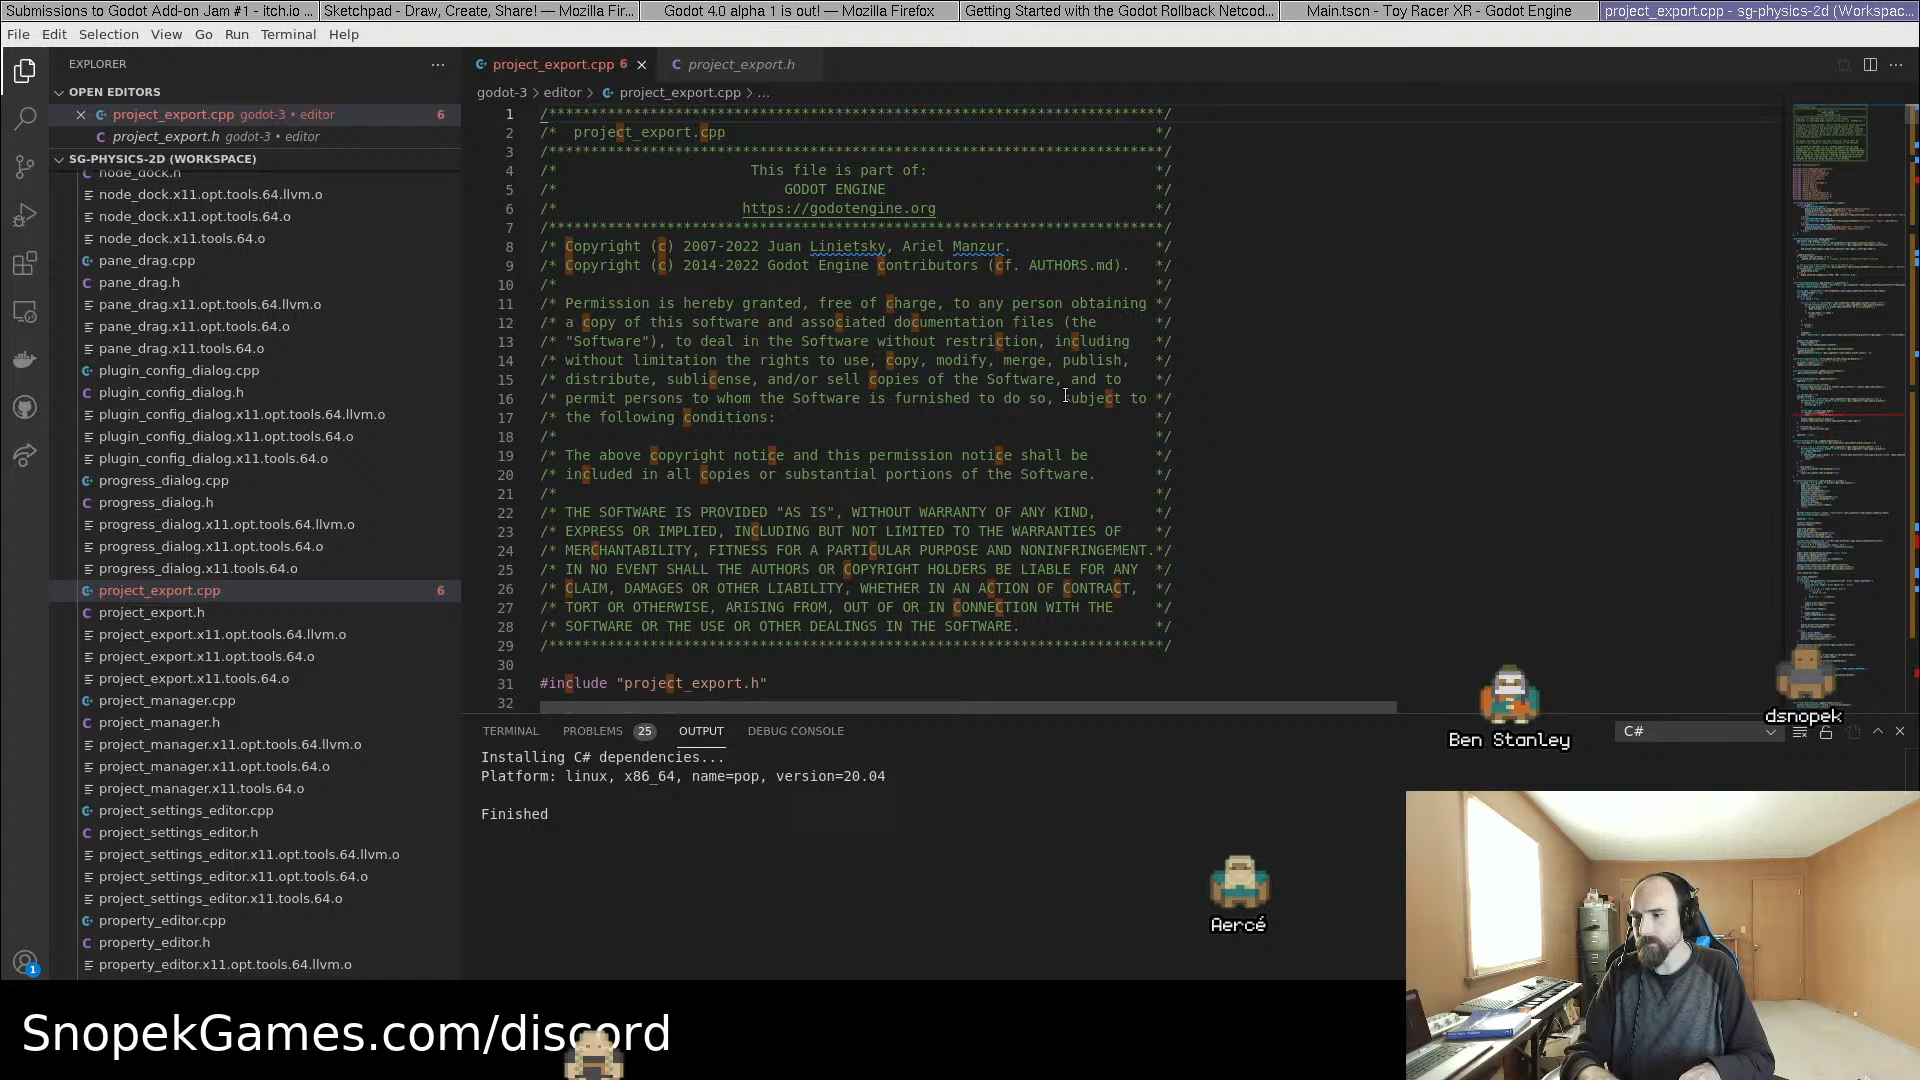 Submissions to Godot Add-on Jam #1 - itch.io ...
Sketchpad - Draw, Create, Share! — Mozilla Fir...
Godot 4.0 alpha 1 is out! — Mozilla Firefox
Getting Started with the Godot Rollback Netcod...
Main.tscn - Toy Racer XR - Godot Engine
project_export.cpp - sg-physics-2d (Workspac...
File Edit Selection View Go Run Terminal Help
EXPLORER
OPEN EDITORS
project_export.cpp godot-3 • editor 6
project_export.h godot-3 • editor
SG-PHYSICS-2D (WORKSPACE)
node_dock.h
node_dock.x11.opt.tools.64.llvm.o
node_dock.x11.opt.tools.64.o
node_dock.x11.tools.64.o
pane_drag.cpp
pane_drag.h
pane_drag.x11.opt.tools.64.llvm.o
pane_drag.x11.opt.tools.64.o
pane_drag.x11.tools.64.o
plugin_config_dialog.cpp
plugin_config_dialog.h
plugin_config_dialog.x11.opt.tools.64.llvm.o
plugin_config_dialog.x11.opt.tools.64.o
plugin_config_dialog.x11.tools.64.o
progress_dialog.cpp
progress_dialog.h
progress_dialog.x11.opt.tools.64.llvm.o
progress_dialog.x11.opt.tools.64.o
progress_dialog.x11.tools.64.o
project_export.cpp 6
project_export.h
project_export.x11.opt.tools.64.llvm.o
project_export.x11.opt.tools.64.o
project_export.x11.tools.64.o
project_manager.cpp
project_manager.h
project_manager.x11.opt.tools.64.llvm.o
project_manager.x11.opt.tools.64.o
project_manager.x11.tools.64.o
project_settings_editor.cpp
project_settings_editor.h
project_settings_editor.x11.opt.tools.64.llvm.o
project_settings_editor.x11.opt.tools.64.o
project_settings_editor.x11.tools.64.o
property_editor.cpp
property_editor.h
property_editor.x11.opt.tools.64.llvm.o
project_export.cpp 6
project_export.h
godot-3 > editor > project_export.cpp > ...
1 /*************************************************************************/
2 /*  project_export.cpp */
3 /*************************************************************************/
4 /* This file is part of: */
5 /* GODOT ENGINE */
6 /* https://godotengine.org */
7 /*************************************************************************/
8 /* Copyright (c) 2007-2022 Juan Linietsky, Ariel Manzur. */
9 /* Copyright (c) 2014-2022 Godot Engine contributors (cf. AUTHORS.md). */
10 /* */
11 /* Permission is hereby granted, free of charge, to any person obtaining */
12 /* a copy of this software and associated documentation files (the */
13 /* "Software"), to deal in the Software without restriction, including */
14 /* without limitation the rights to use, copy, modify, merge, publish, */
15 /* distribute, sublicense, and/or sell copies of the Software, and to */
16 /* permit persons to whom the Software is furnished to do so, subject to */
17 /* the following conditions: */
18 /* */
19 /* The above copyright notice and this permission notice shall be */
20 /* included in all copies or substantial portions of the Software. */
21 /* */
22 /* THE SOFTWARE IS PROVIDED "AS IS", WITHOUT WARRANTY OF ANY KIND, */
23 /* EXPRESS OR IMPLIED, INCLUDING BUT NOT LIMITED TO THE WARRANTIES OF */
24 /* MERCHANTABILITY, FITNESS FOR A PARTICULAR PURPOSE AND NONINFRINGEMENT.*/
25 /* IN NO EVENT SHALL THE AUTHORS OR COPYRIGHT HOLDERS BE LIABLE FOR ANY */
26 /* CLAIM, DAMAGES OR OTHER LIABILITY, WHETHER IN AN ACTION OF CONTRACT, */
27 /* TORT OR OTHERWISE, ARISING FROM, OUT OF OR IN CONNECTION WITH THE */
28 /* SOFTWARE OR THE USE OR OTHER DEALINGS IN THE SOFTWARE. */
29 /*************************************************************************/
30
31 #include "project_export.h"
32
TERMINAL PROBLEMS 25 OUTPUT DEBUG CONSOLE
C#
Installing C# dependencies...
Platform: linux, x86_64, name=pop, version=20.04
Finished
Ben Stanley
dsnopek
Aercé
1
SnopekGames.com/discord